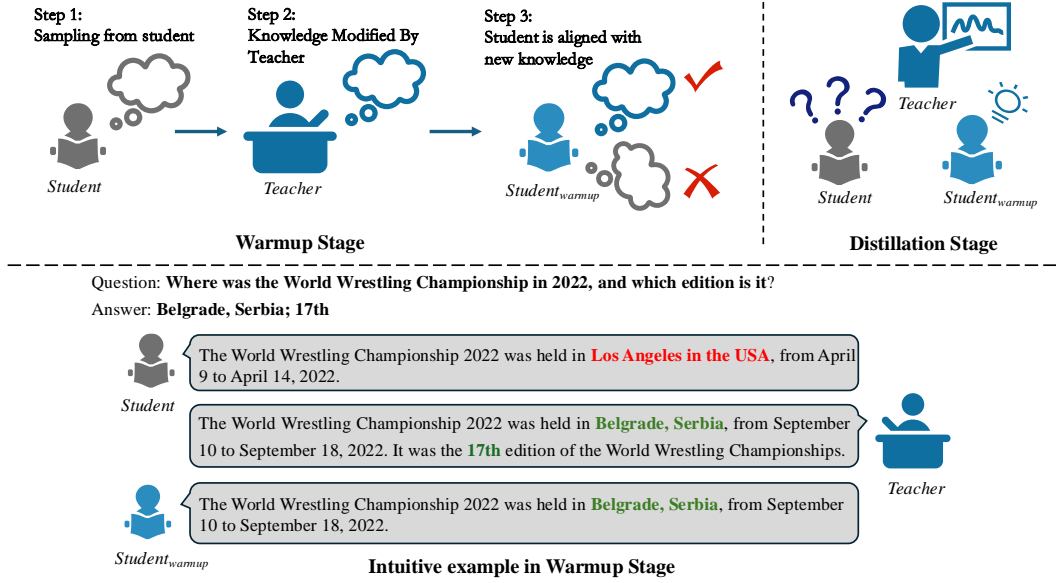 Step 1:
Sampling from student
Step 2:
Knowledge Modified By
Teacher
Step 3:
Student is aligned with
new knowledge
Student
Teacher
Student_warmup
Warmup Stage
Teacher
? ? ?
Student
Student_warmup
Distillation Stage
Question: Where was the World Wrestling Championship in 2022, and which edition is it?
Answer: Belgrade, Serbia; 17th
Student
The World Wrestling Championship 2022 was held in Los Angeles in the USA, from April
9 to April 14, 2022.
The World Wrestling Championship 2022 was held in Belgrade, Serbia, from September
10 to September 18, 2022. It was the 17th edition of the World Wrestling Championships.
Teacher
The World Wrestling Championship 2022 was held in Belgrade, Serbia, from September
10 to September 18, 2022.
Student_warmup
Intuitive example in Warmup Stage